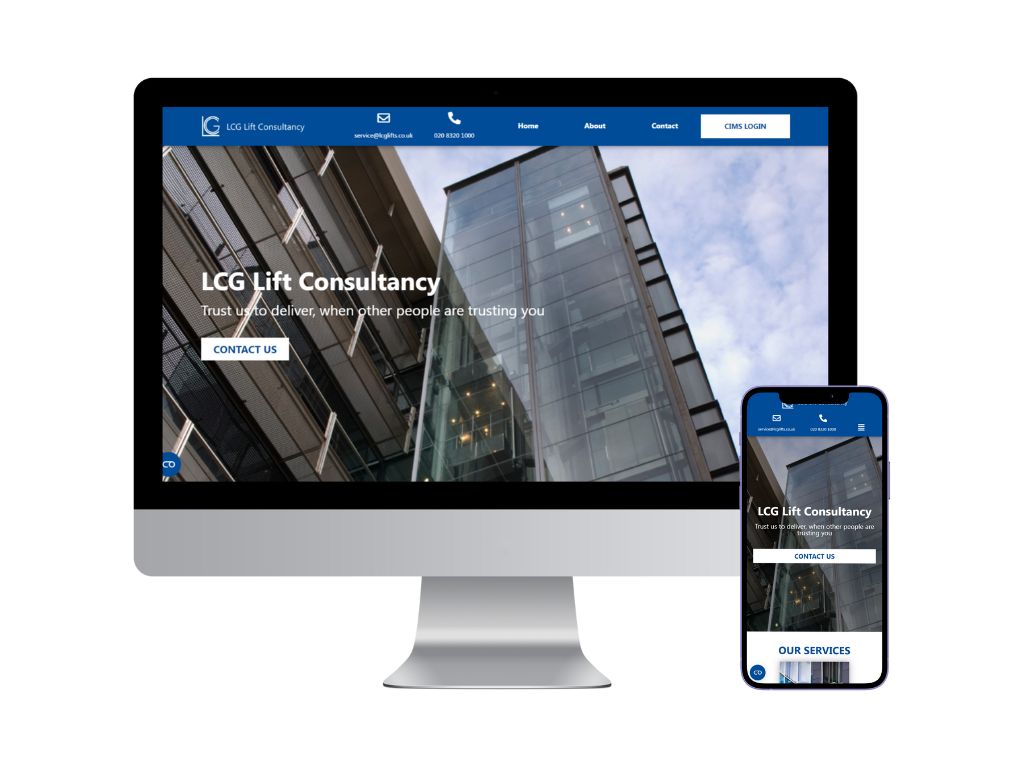 LCG Lift Consultancy
service@lcglifts.co.uk
020 8320 1000
Home
About
Contact
CIMS LOGIN
LCG Lift Consultancy
Trust us to deliver, when other people are trusting you
CONTACT US
service@lcglifts.co.uk
020 8320 1000
LCG Lift Consultancy
Trust us to deliver, when other people are
trusting you
CONTACT US
OUR SERVICES